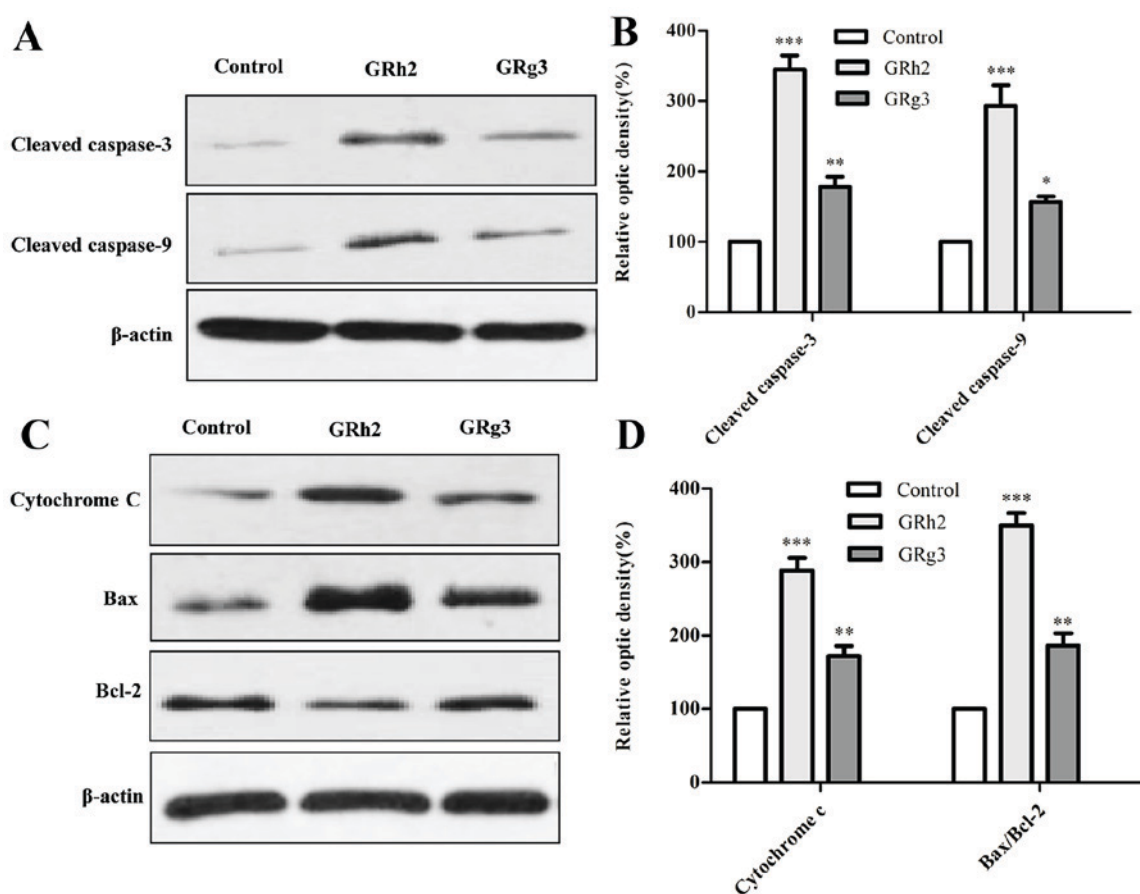 A
Control GRh2 GRg3
Cleaved caspase-3
Cleaved caspase-9
β-actin
B
Relative optic density(%)
400
300
200
100
0
Control
GRh2
GRg3
***
**
***
*
Cleaved caspase-3
Cleaved caspase-9
C
Control GRh2 GRg3
Cytochrome C
Bax
Bcl-2
β-actin
D
Relative optic density(%)
400
300
200
100
0
Control
GRh2
GRg3
***
**
***
**
Cytochrome c
Bax/Bcl-2